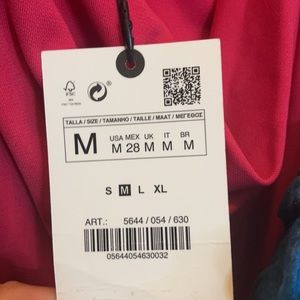 FSC
TALLA / SIZE / TAMANHO / TAILLE / MAAT / ΜΕΓΕΘΟΣ
M
USA MEX UK IT BR
M 28 M M M
S M L XL
ART.: 5644 / 054 / 630
05644054630032